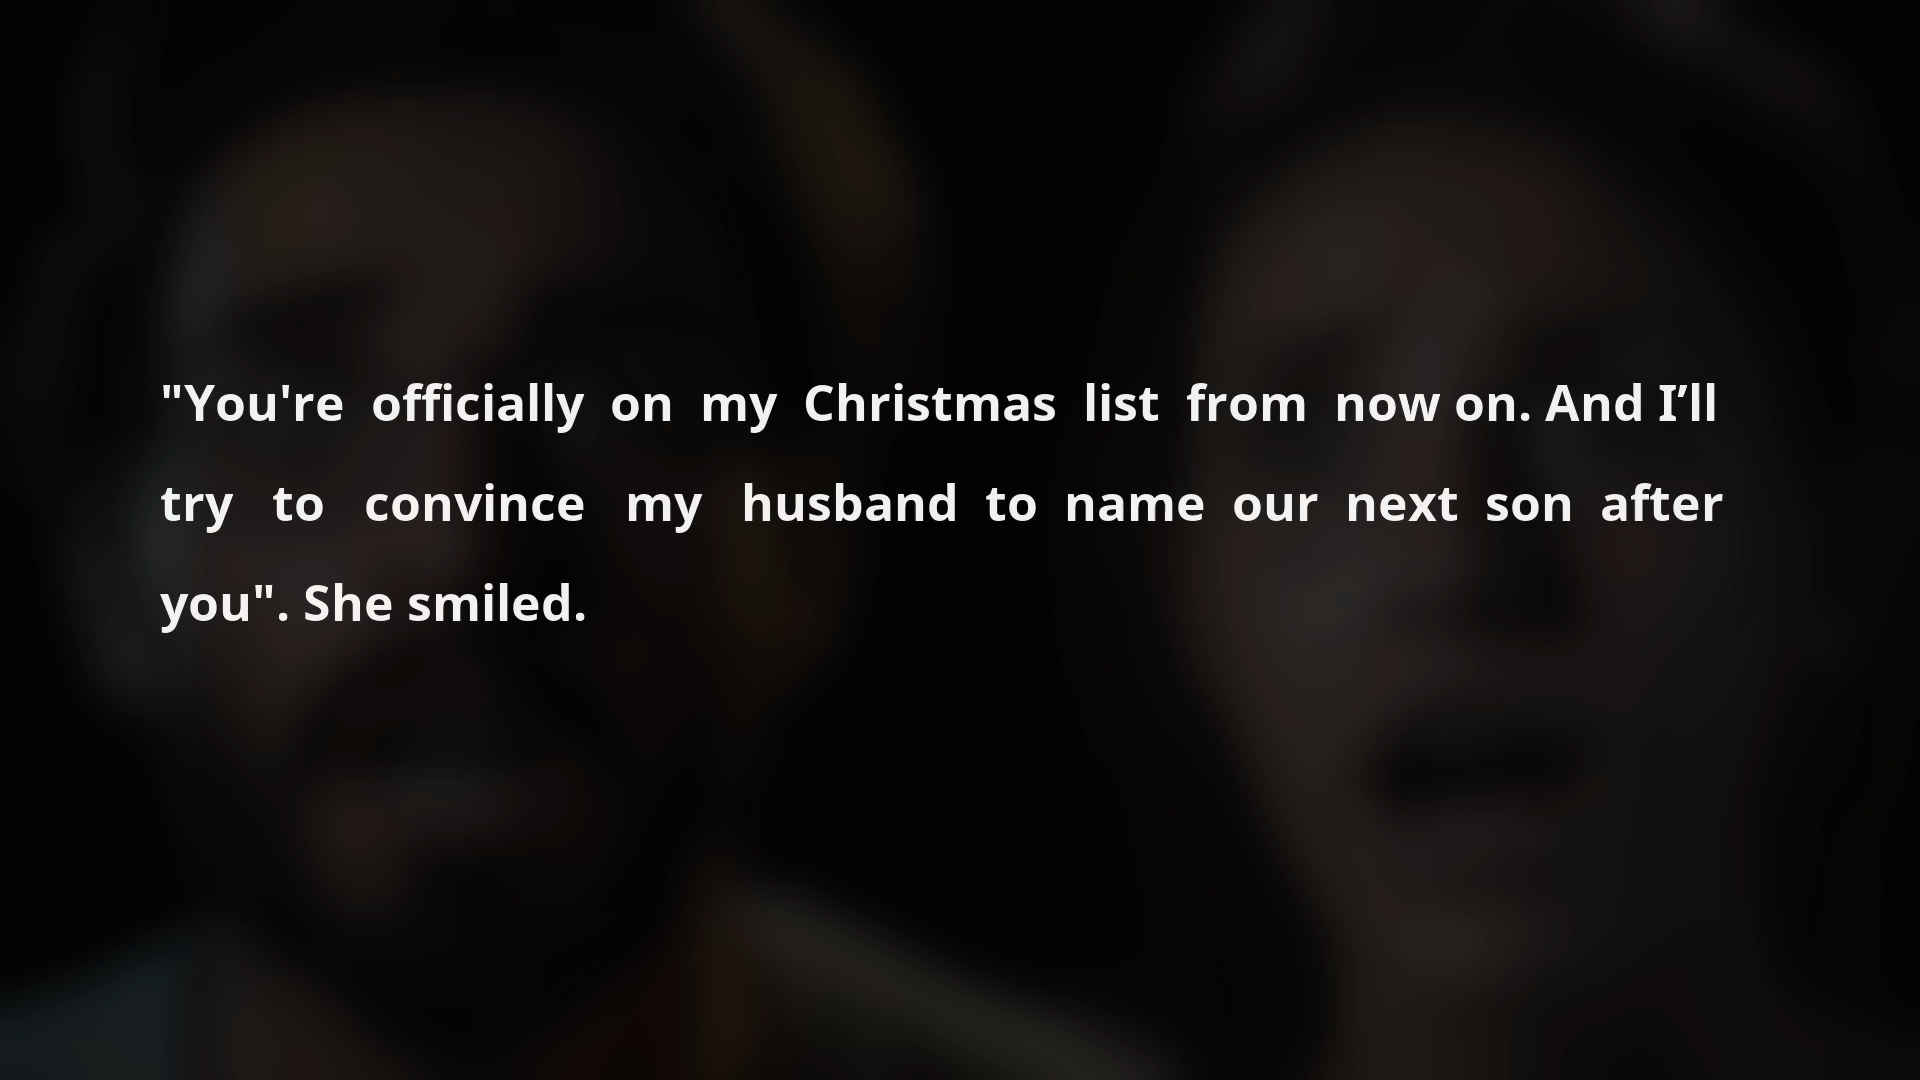 "You're officially on my Christmas list from now on. And I’ll
try to convince my husband to name our next son after
you". She smiled.